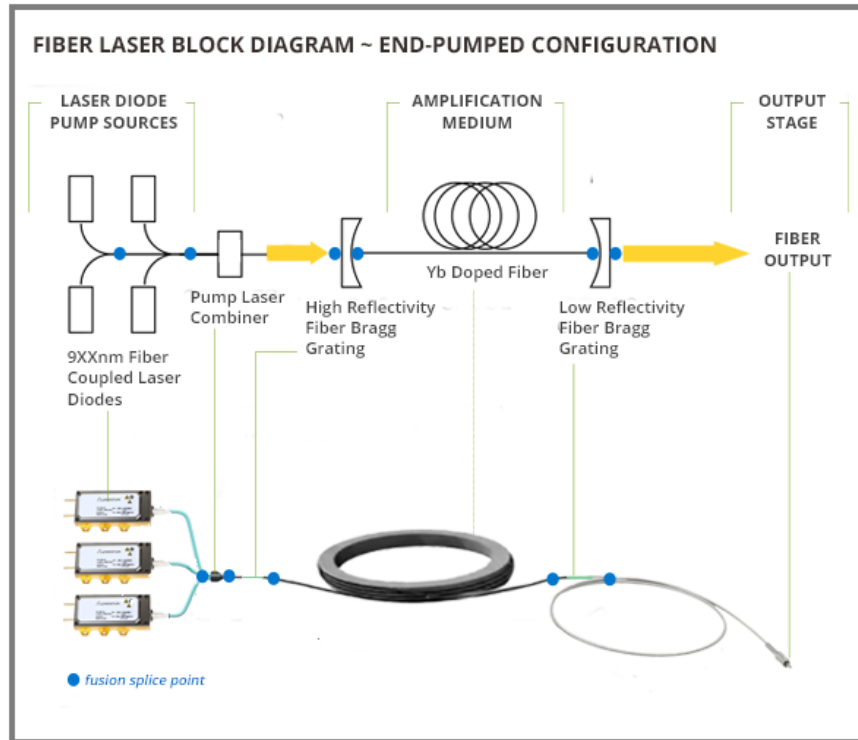 FIBER LASER BLOCK DIAGRAM ~ END-PUMPED CONFIGURATION
LASER DIODE
PUMP SOURCES
AMPLIFICATION
MEDIUM
OUTPUT
STAGE
FIBER
OUTPUT
Yb Doped Fiber
Pump Laser
Combiner
High Reflectivity
Fiber Bragg
Grating
Low Reflectivity
Fiber Bragg
Grating
9XXnm Fiber
Coupled Laser
Diodes
fusion splice point